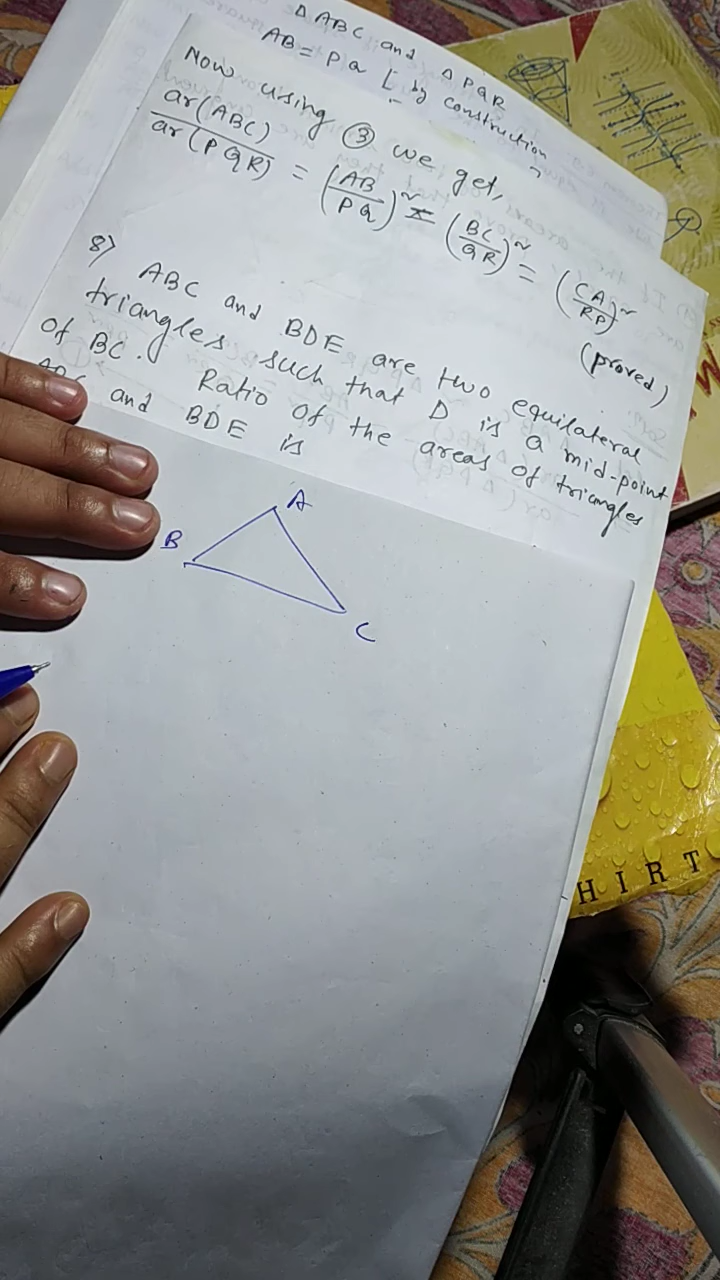 △ABC and △PQR
AB = PQ [by construction]
Now using ③ we get,
ar(ABC)/ar(PQR) = (AB/PQ)² = (BC/QR)² = (CA/RP)²
(proved)
8) ABC and BDE are two equilateral
triangles such that D is a mid-point
of BC. Ratio of the areas of triangles
ABC and BDE is
A
B
C
HIRT